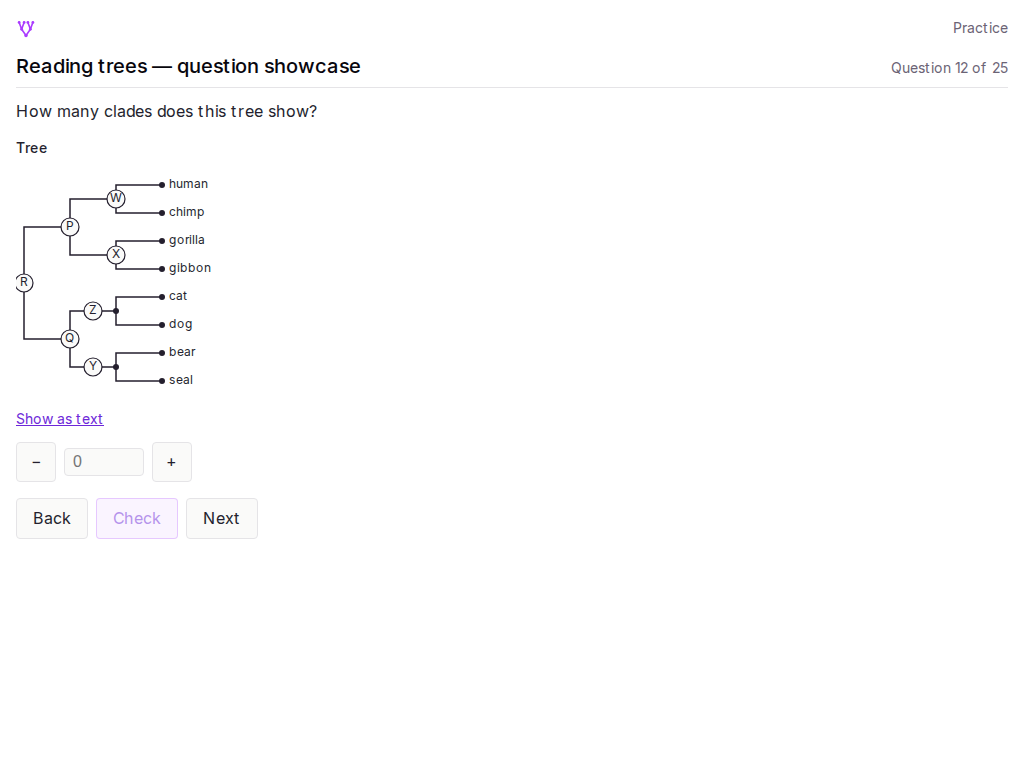 Practice
Reading trees — question showcase
Question 12 of 25
How many clades does this tree show?
Tree
human
W
chimp
P
gorilla
X
gibbon
R
cat
Z
dog
Q
bear
Y
seal
Show as text
− 0 +
Back Check Next